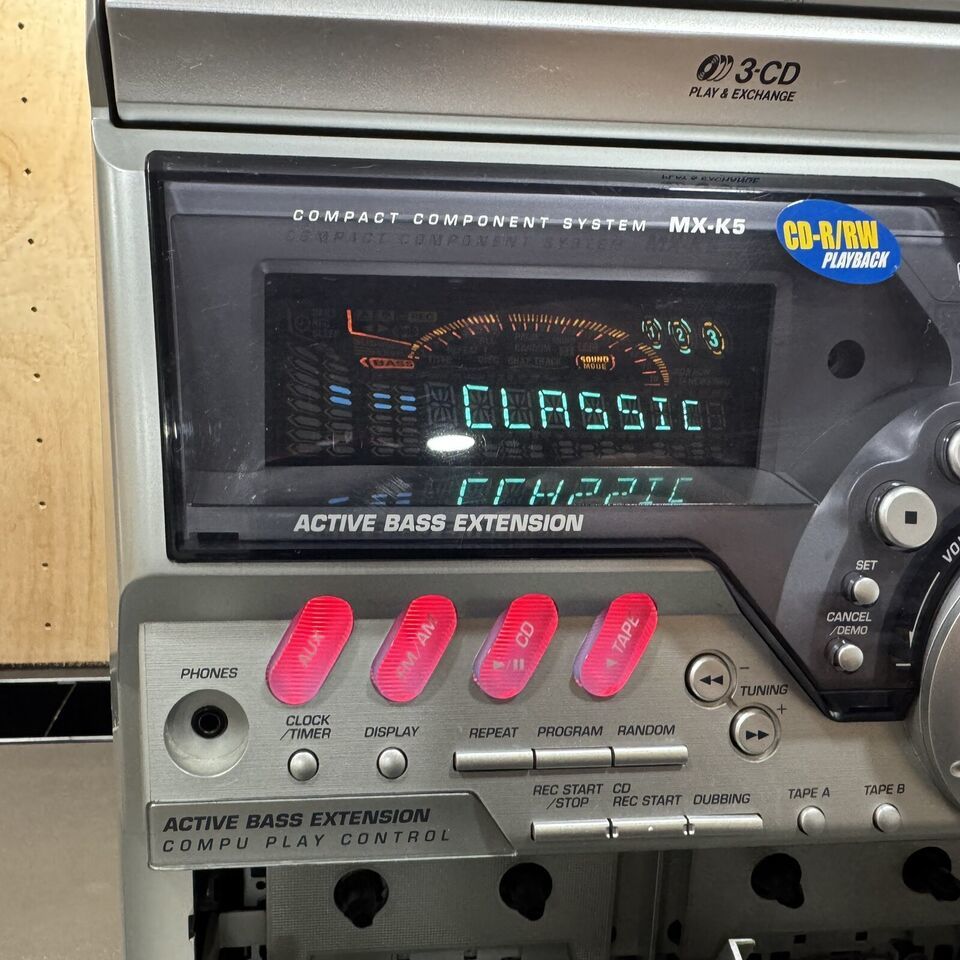 3-CD
PLAY & EXCHANGE
COMPACT COMPONENT SYSTEM MX-K5
CD-R/RW
PLAYBACK
1 2 3
BASS
SOUND
MODE
CLASSIC
ACTIVE BASS EXTENSION
SET
CANCEL
/DEMO
AUX
FM/AM
CD
TAPE
PHONES
TUNING
CLOCK
/TIMER
DISPLAY
REPEAT PROGRAM RANDOM
REC START
/STOP
CD
REC START
DUBBING
TAPE A
TAPE B
ACTIVE BASS EXTENSION
COMPU PLAY CONTROL